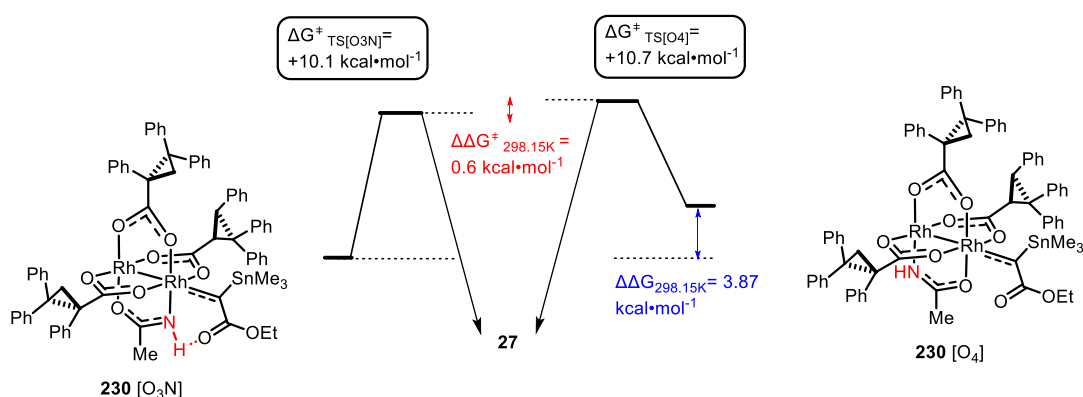 ΔG‡ TS[O3N]=
+10.1 kcal•mol-1
ΔG‡ TS[O4]=
+10.7 kcal•mol-1
ΔΔG‡ 298.15K =
0.6 kcal•mol-1
ΔΔG298.15K= 3.87
kcal•mol-1
27
Ph
Ph
Ph
Ph
Ph
Ph
Ph
Ph
Ph
O
O
O
O
O
O
O
O
Rh
Rh
N
H
Me
SnMe3
OEt
230 [O3N]
Ph
Ph
Ph
Ph
Ph
Ph
Ph
Ph
Ph
O
O
O
O
O
O
O
O
Rh
Rh
HN
Me
SnMe3
OEt
230 [O4]